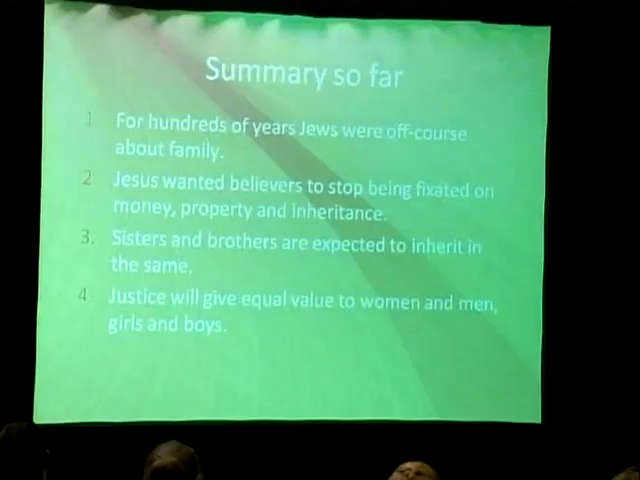 Summary so far
1 For hundreds of years Jews were off-course
about family.
2 Jesus wanted believers to stop being fixated on
money, property and inheritance.
3. Sisters and brothers are expected to inherit in
the same.
4 Justice will give equal value to women and men,
girls and boys.